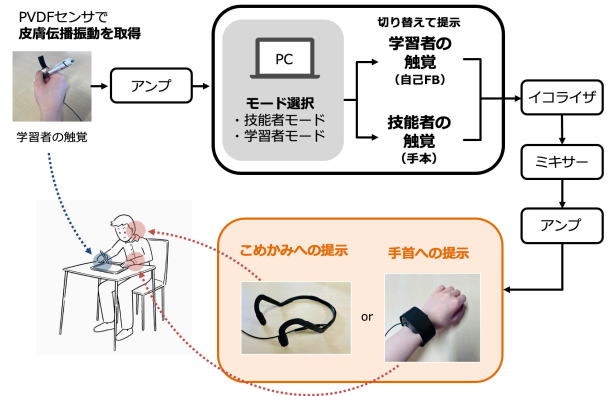 PVDFセンサで
皮膚伝播振動を取得
学習者の触覚
アンプ
PC
モード選択
・技能者モード
・学習者モード
切り替えて提示
学習者の
触覚
（自己FB）
技能者の
触覚
（手本）
イコライザ
ミキサー
アンプ
こめかみへの提示
or
手首への提示